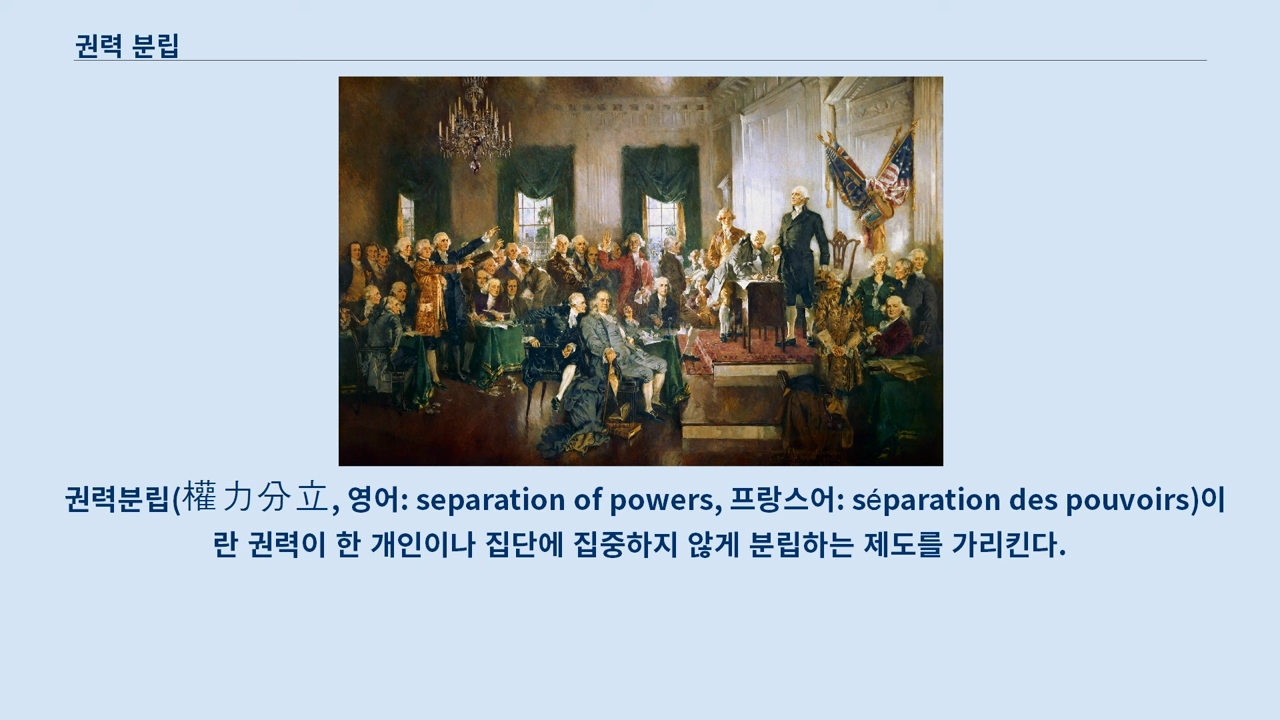 권력 분립
권력분립(權力分立, 영어: separation of powers, 프랑스어: séparation des pouvoirs)이
란 권력이 한 개인이나 집단에 집중하지 않게 분립하는 제도를 가리킨다.